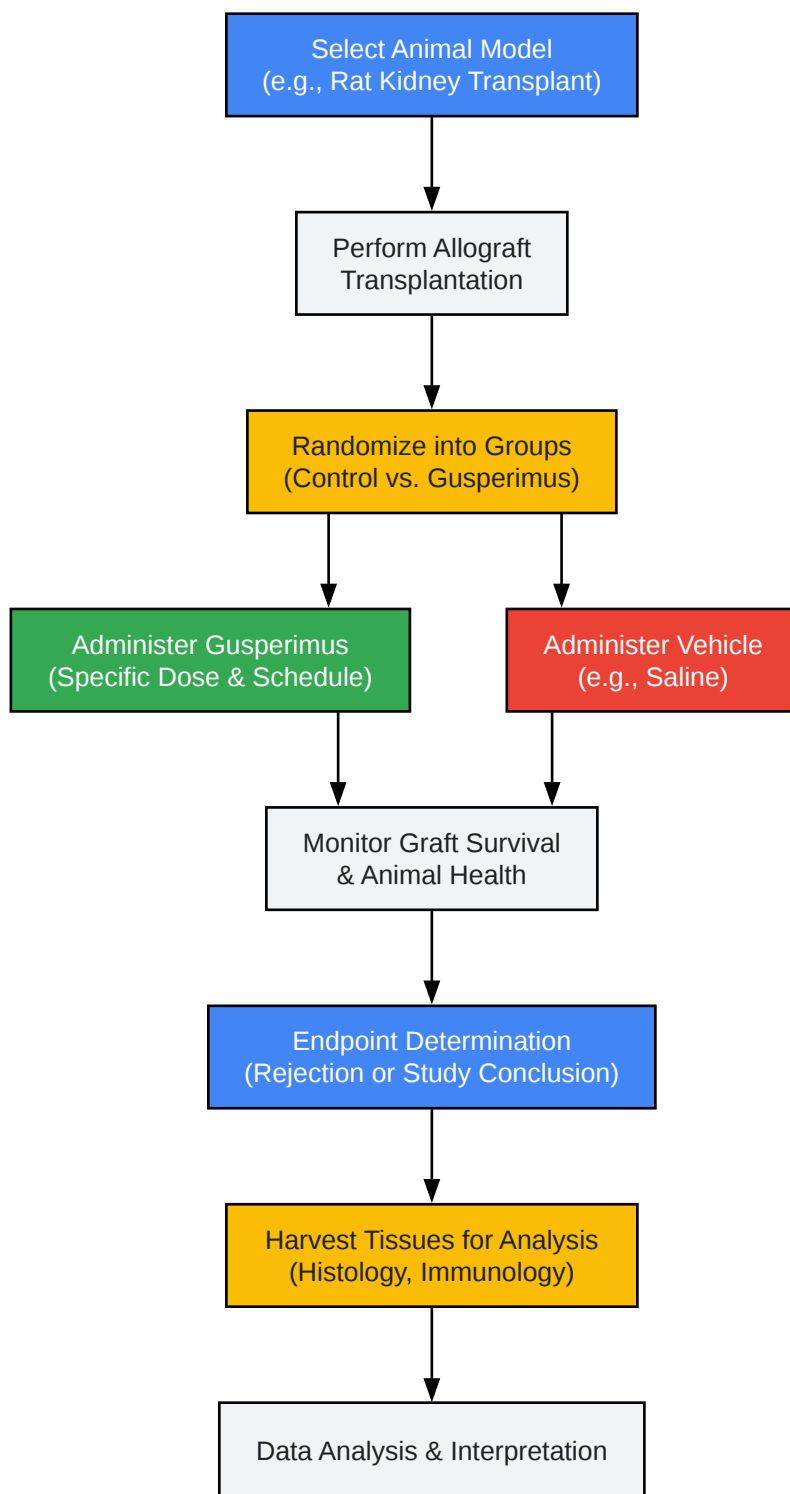 Select Animal Model
(e.g., Rat Kidney Transplant)
Perform Allograft
Transplantation
Randomize into Groups
(Control vs. Gusperimus)
Administer Gusperimus
(Specific Dose & Schedule)
Administer Vehicle
(e.g., Saline)
Monitor Graft Survival
& Animal Health
Endpoint Determination
(Rejection or Study Conclusion)
Harvest Tissues for Analysis
(Histology, Immunology)
Data Analysis & Interpretation